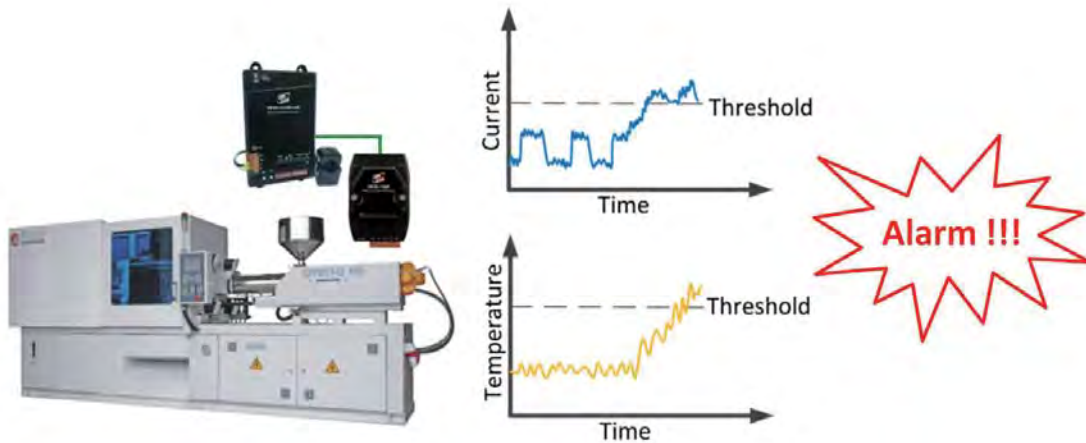 Current
Threshold
Time
Alarm !!!
Temperature
Threshold
Time